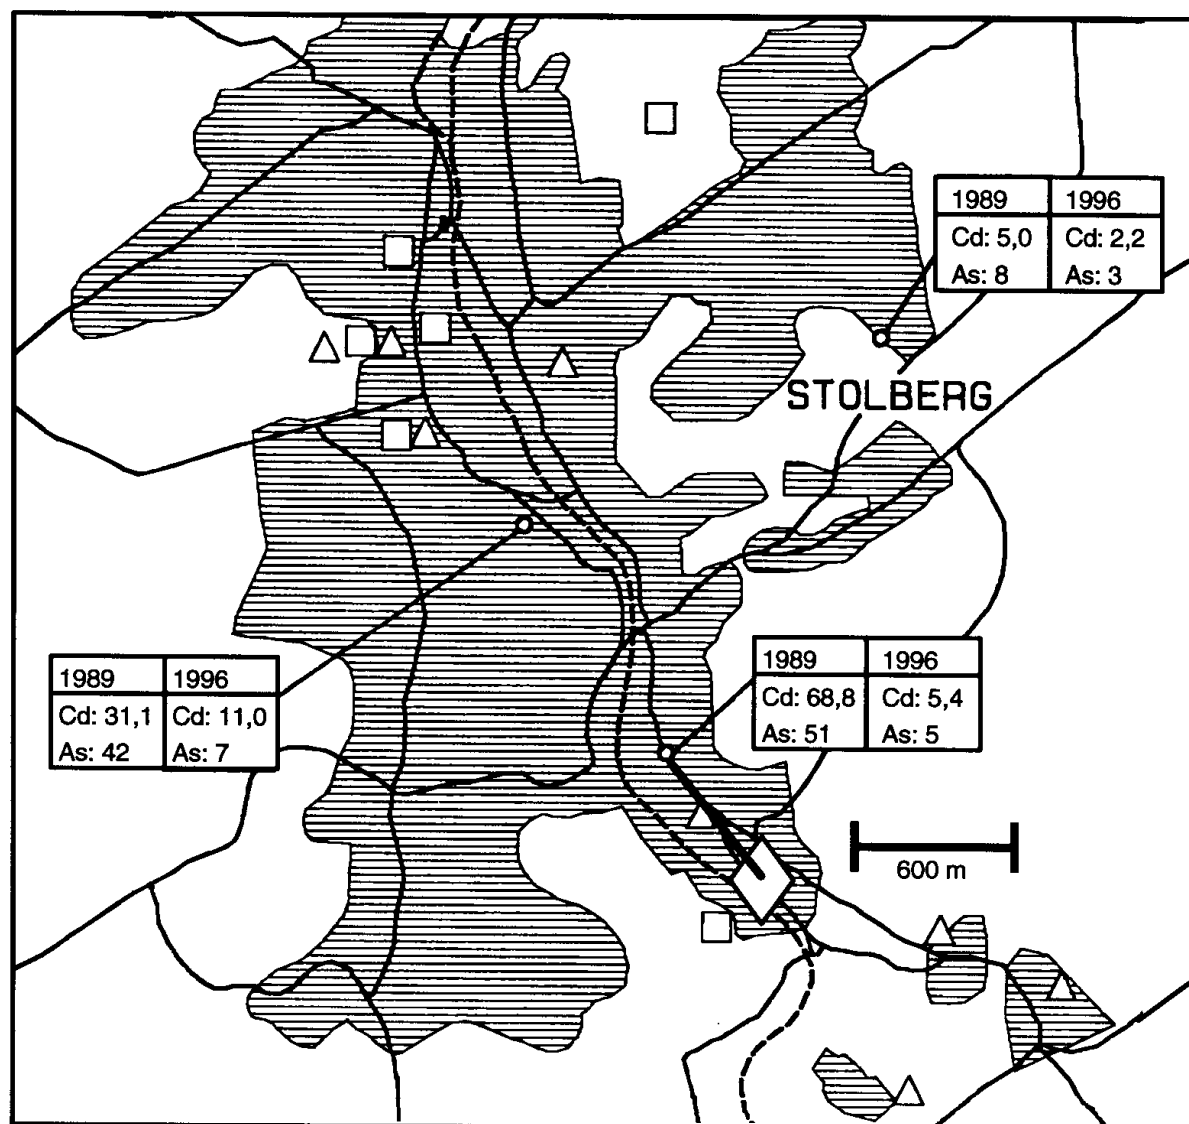 1989 1996
Cd: 5,0 Cd: 2,2
As: 8 As: 3
STOLBERG
1989 1996
Cd: 31,1 Cd: 11,0
As: 42 As: 7
1989 1996
Cd: 68,8 Cd: 5,4
As: 51 As: 5
600 m